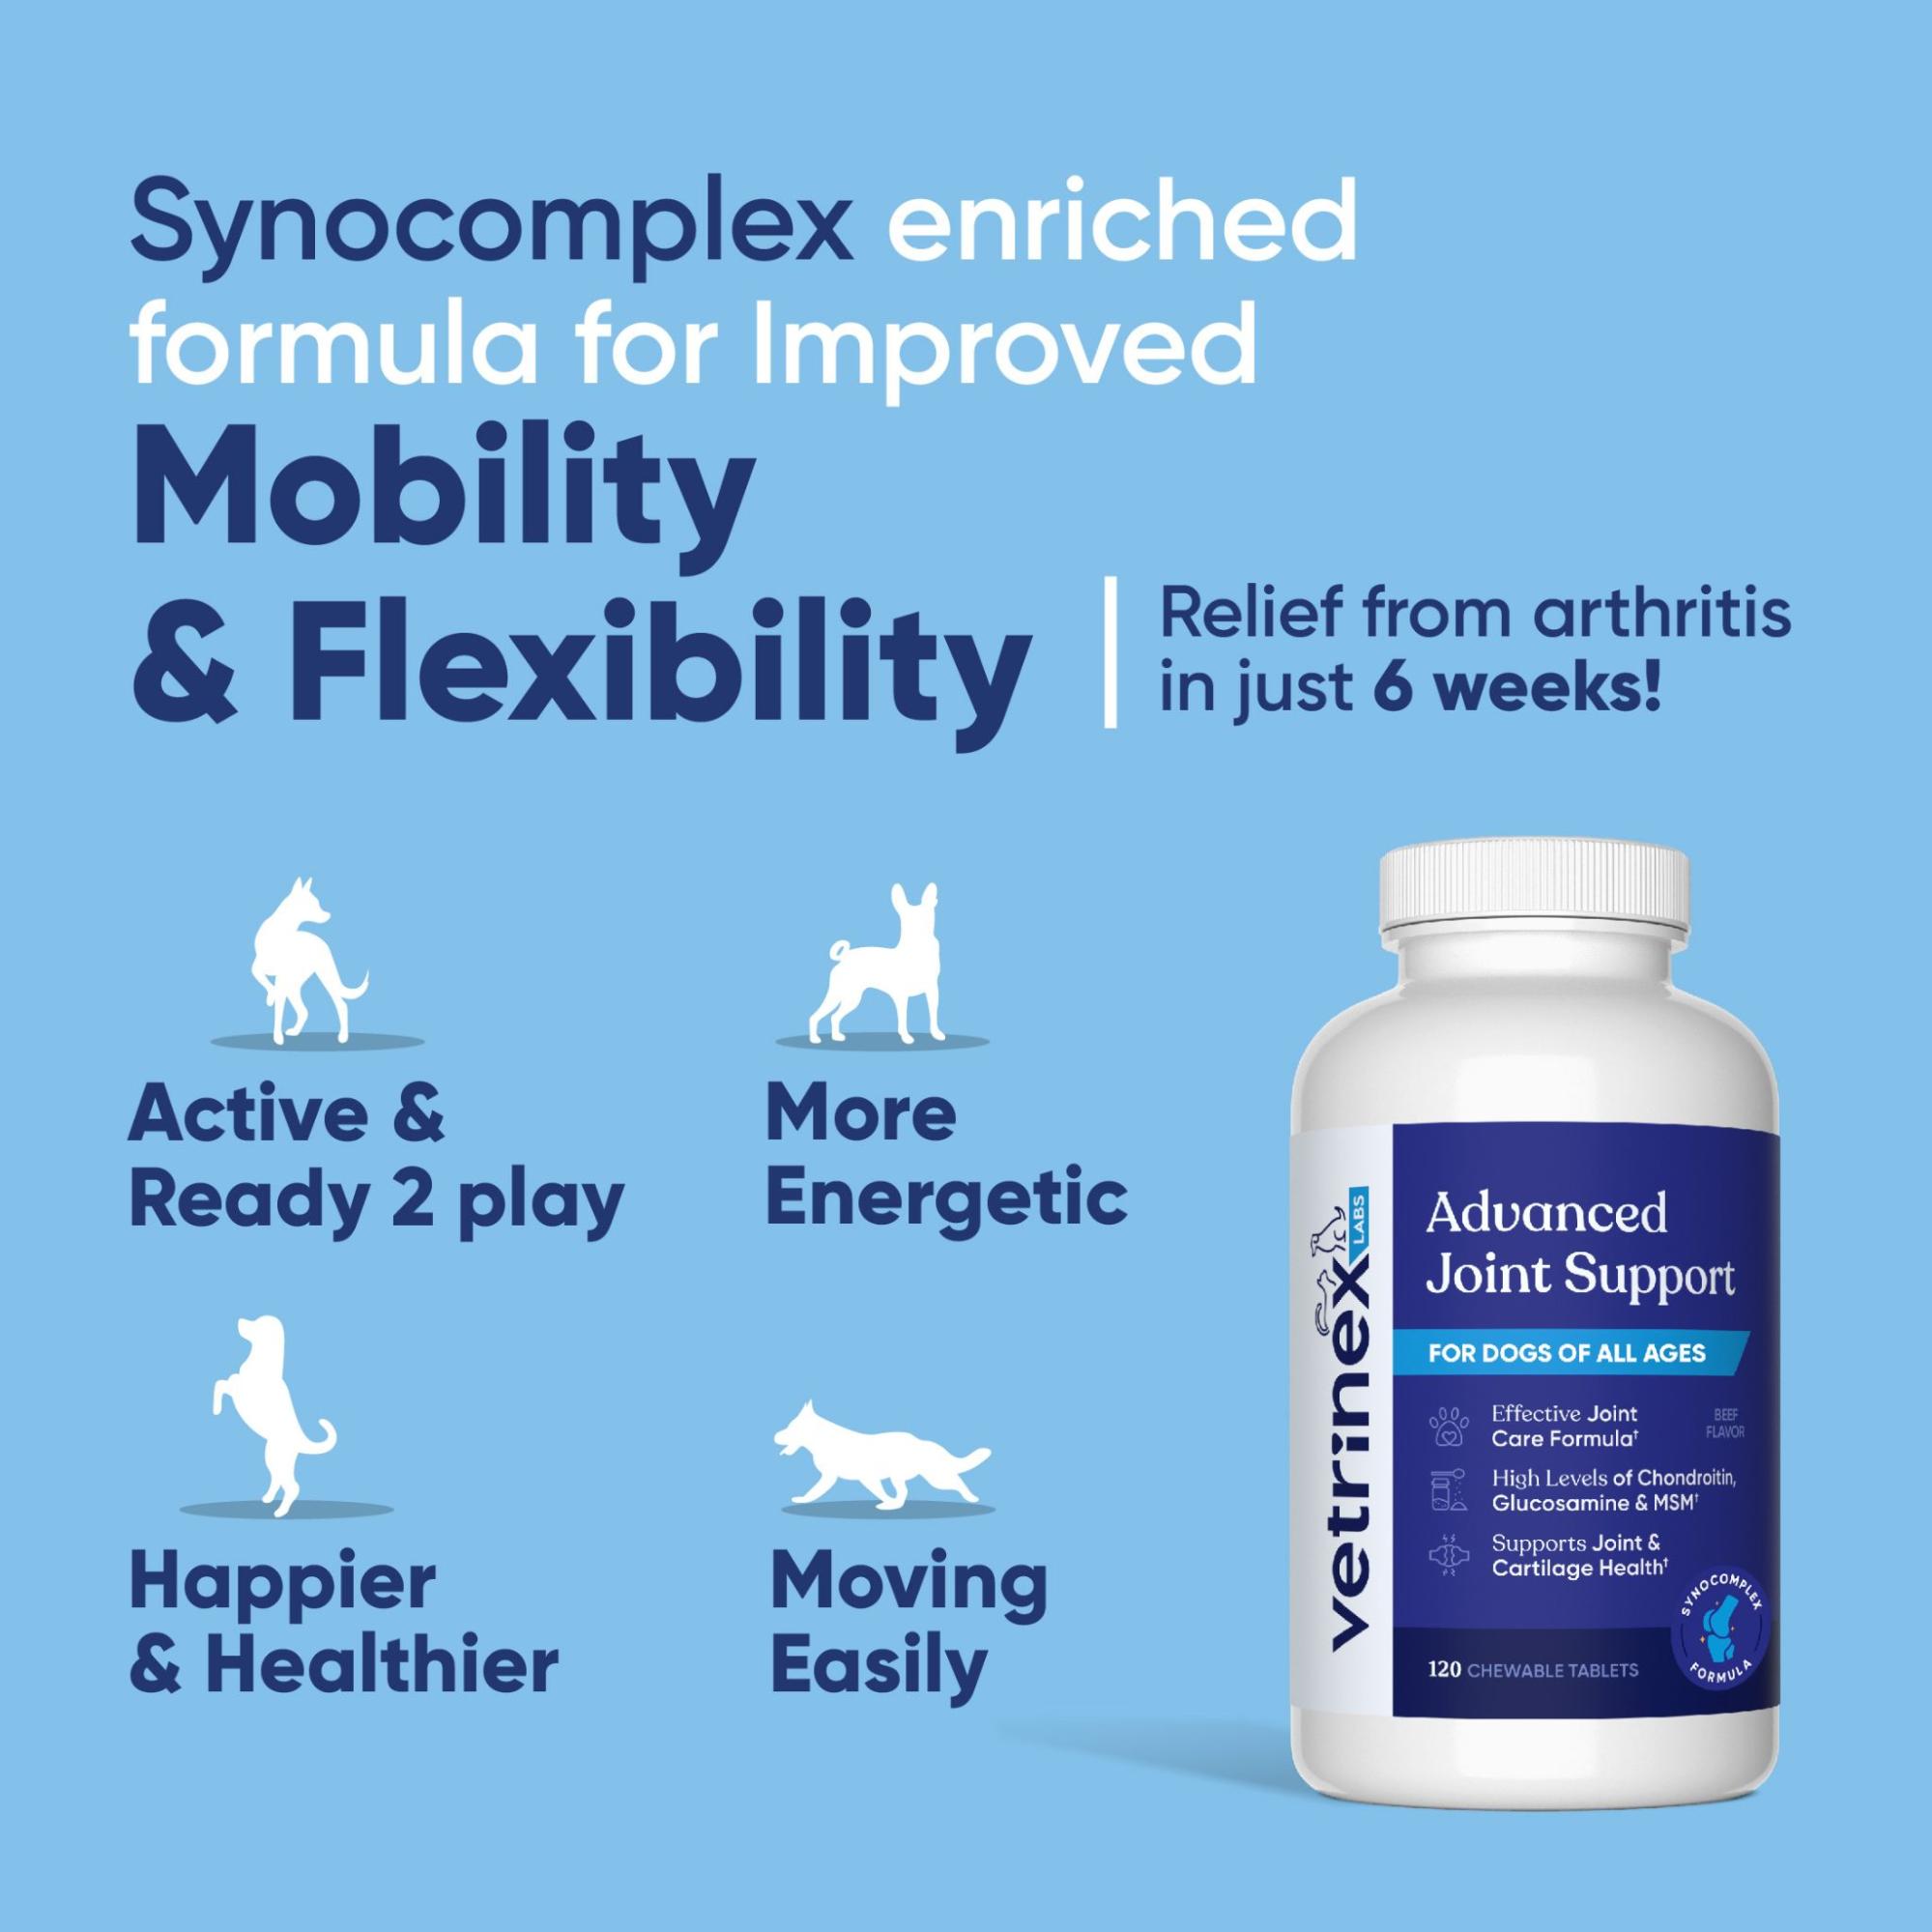 Synocomplex enriched
formula for Improved
Mobility
& Flexibility
Relief from arthritis
in just 6 weeks!
Active &
Ready 2 play
More
Energetic
Happier
& Healthier
Moving
Easily
vetrinex LABS
Advanced
Joint Support
FOR DOGS OF ALL AGES
Effective Joint
Care Formula†
BEEF
FLAVOR
High Levels of Chondroitin,
Glucosamine & MSM†
Supports Joint &
Cartilage Health†
SYNOCOMPLEX
FORMULA
120 CHEWABLE TABLETS